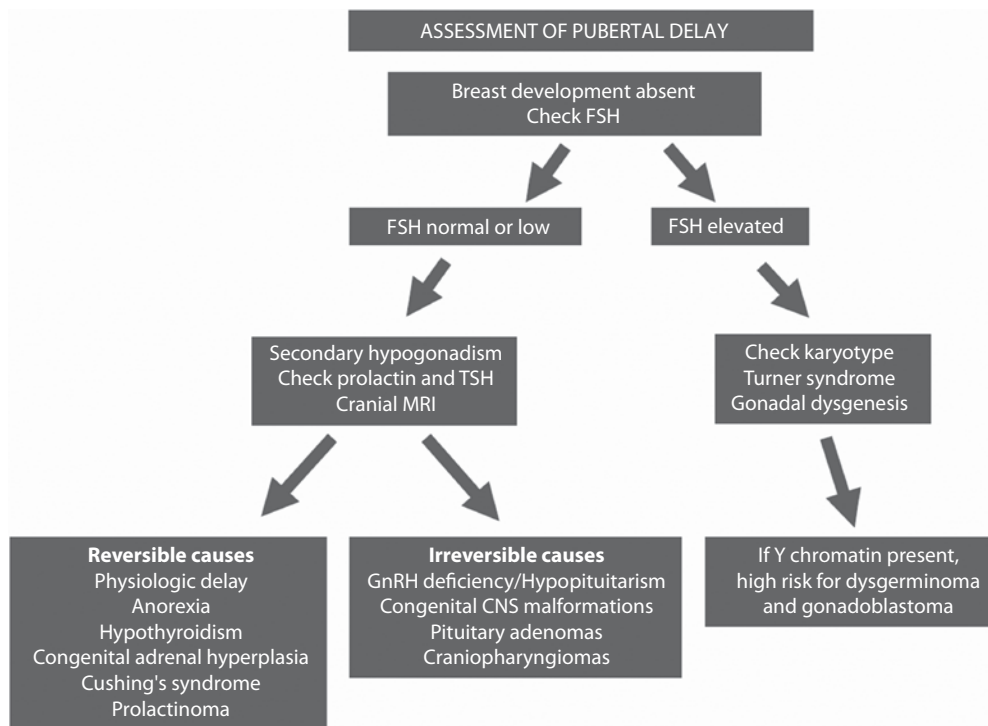 ASSESSMENT OF PUBERTAL DELAY
Breast development absent
Check FSH
FSH normal or low
FSH elevated
Secondary hypogonadism
Check prolactin and TSH
Cranial MRI
Check karyotype
Turner syndrome
Gonadal dysgenesis
Reversible causes
Physiologic delay
Anorexia
Hypothyroidism
Congenital adrenal hyperplasia
Cushing's syndrome
Prolactinoma
Irreversible causes
GnRH deficiency/Hypopituitarism
Congenital CNS malformations
Pituitary adenomas
Craniopharyngiomas
If Y chromatin present,
high risk for dysgerminoma
and gonadoblastoma